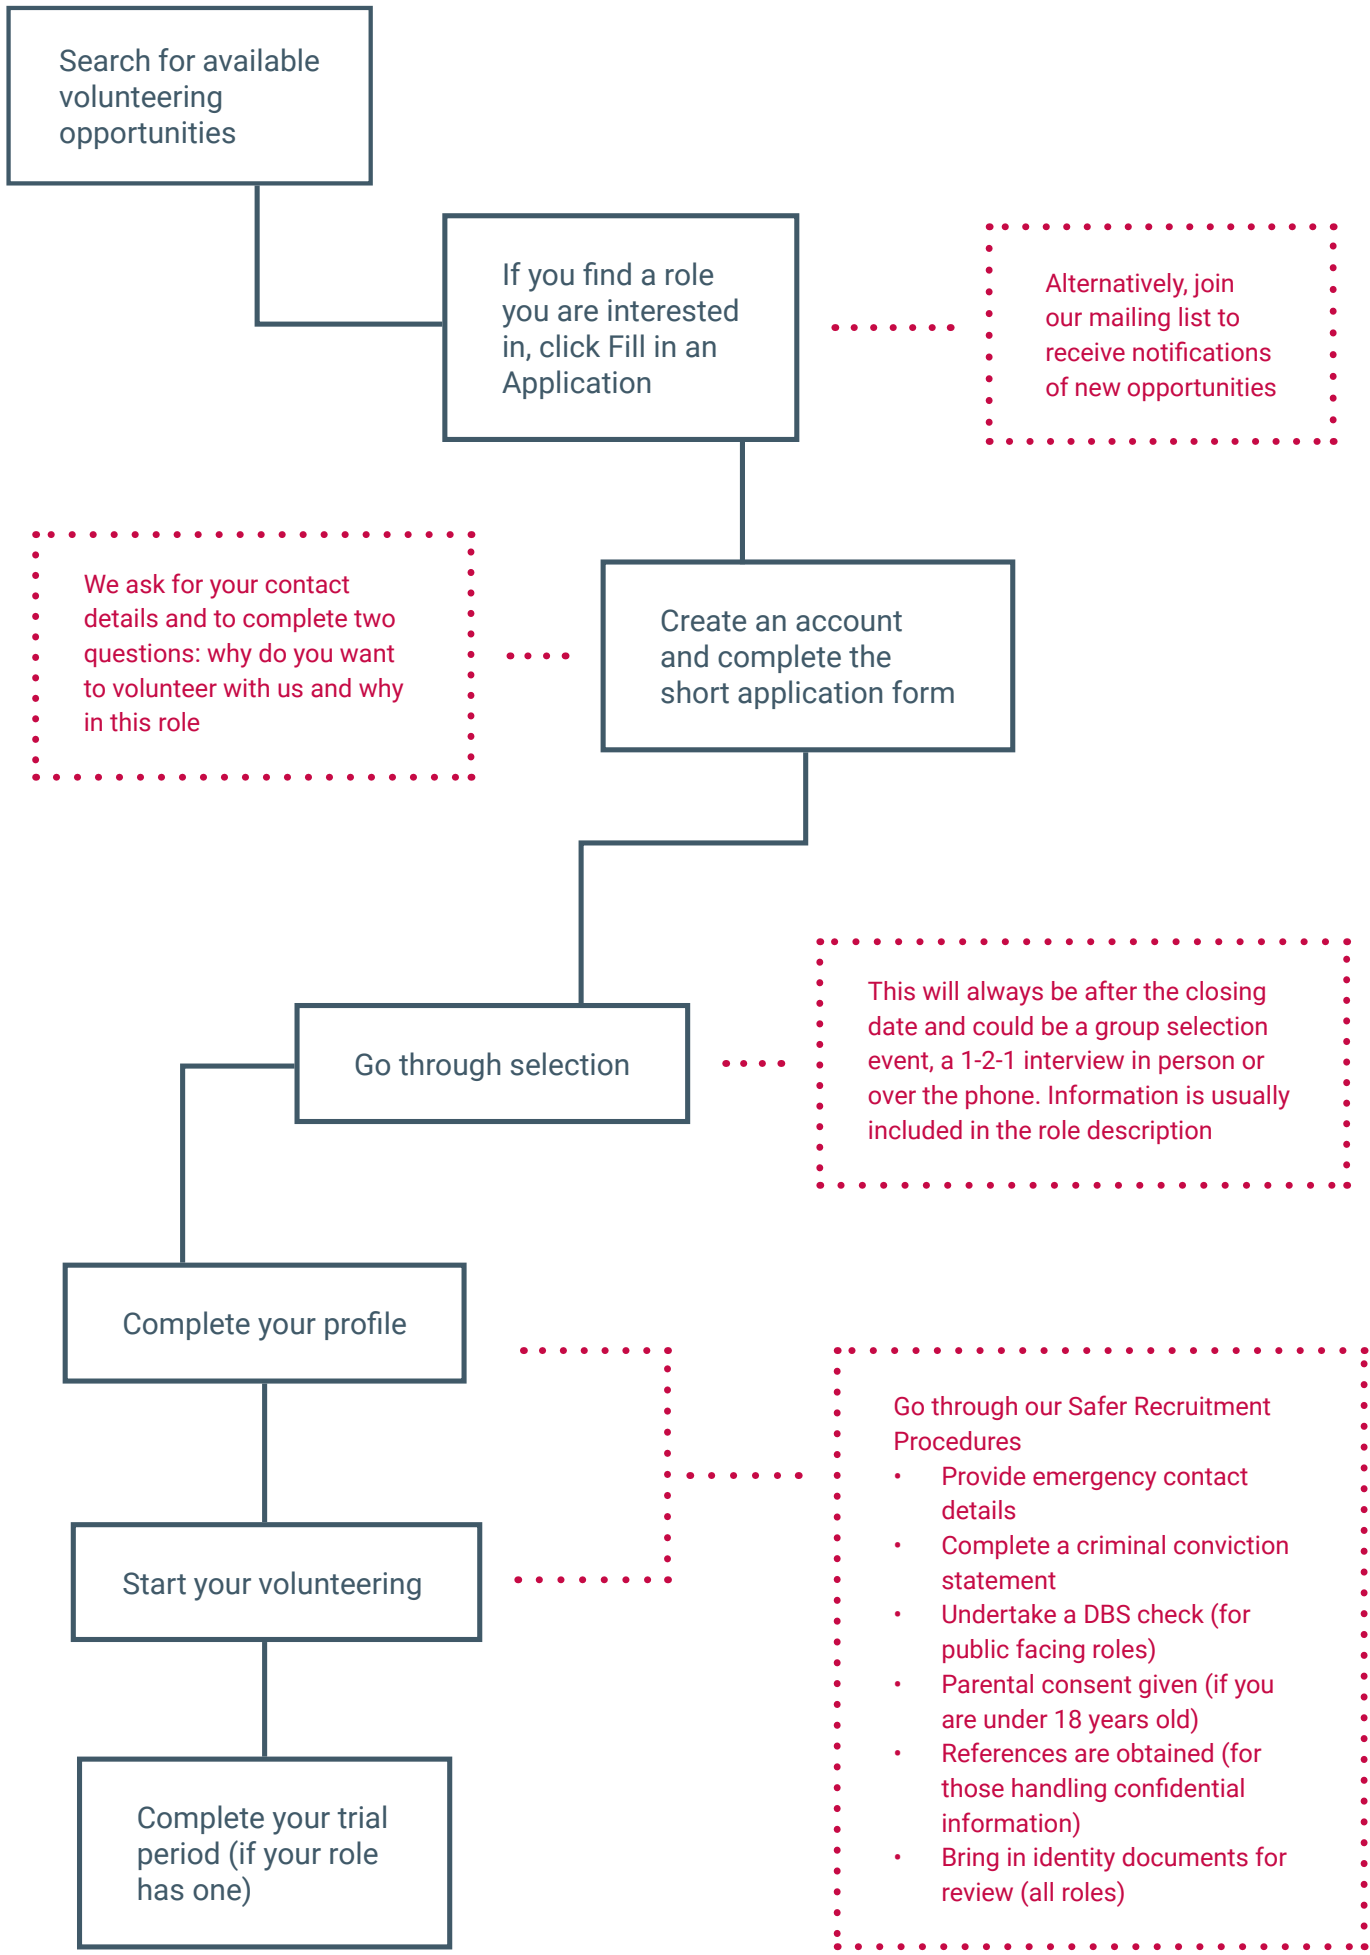 Search for available
volunteering
opportunities
If you find a role
you are interested
in, click Fill in an
Application
Alternatively, join
our mailing list to
receive notifications
of new opportunities
We ask for your contact
details and to complete two
questions: why do you want
to volunteer with us and why
in this role
Create an account
and complete the
short application form
This will always be after the closing
date and could be a group selection
event, a 1-2-1 interview in person or
over the phone. Information is usually
included in the role description
Go through selection
Complete your profile
Go through our Safer Recruitment
Procedures
• Provide emergency contact
details
• Complete a criminal conviction
statement
• Undertake a DBS check (for
public facing roles)
• Parental consent given (if you
are under 18 years old)
• References are obtained (for
those handling confidential
information)
• Bring in identity documents for
review (all roles)
Start your volunteering
Complete your trial
period (if your role
has one)